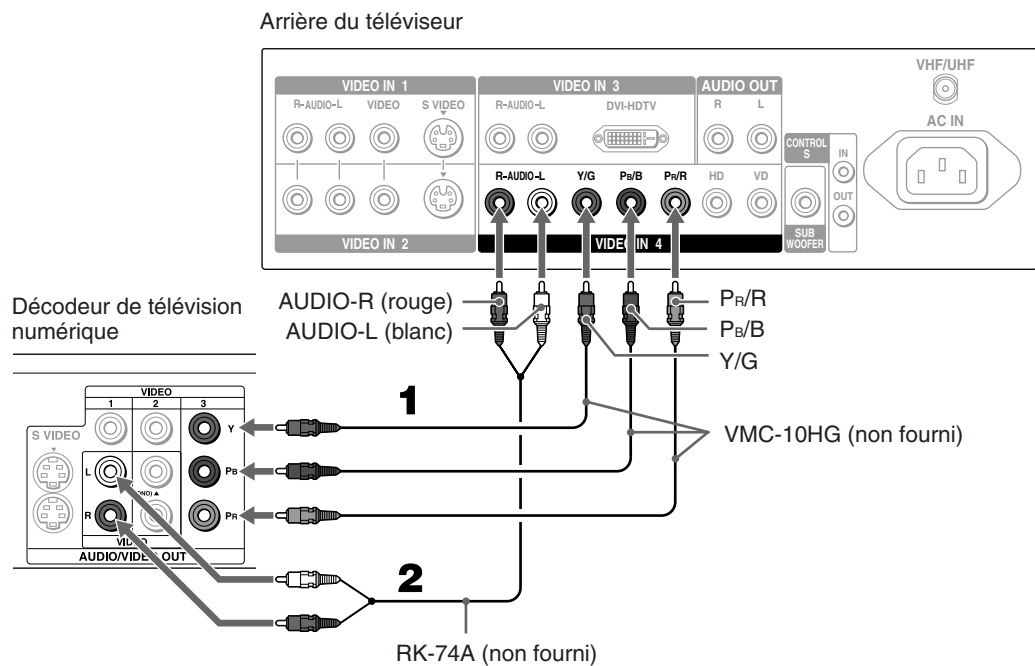 Arrière du téléviseur
VHF/UHF
VIDEO IN 1
VIDEO IN 3
AUDIO OUT
R-AUDIO-L VIDEO S VIDEO
R-AUDIO-L DVI-HDTV
R L
AC IN
CONTROL S
IN
OUT
R-AUDIO-L Y/G PB/B PR/R HD VD
SUB WOOFER
VIDEO IN 2
VIDEO IN 4
AUDIO-R (rouge)
AUDIO-L (blanc)
PR/R
PB/B
Y/G
Décodeur de télévision
numérique
VIDEO
1 2 3
S VIDEO
Y
L
PB
R
PR
AUDIO/VIDEO OUT
1
VMC-10HG (non fourni)
2
RK-74A (non fourni)